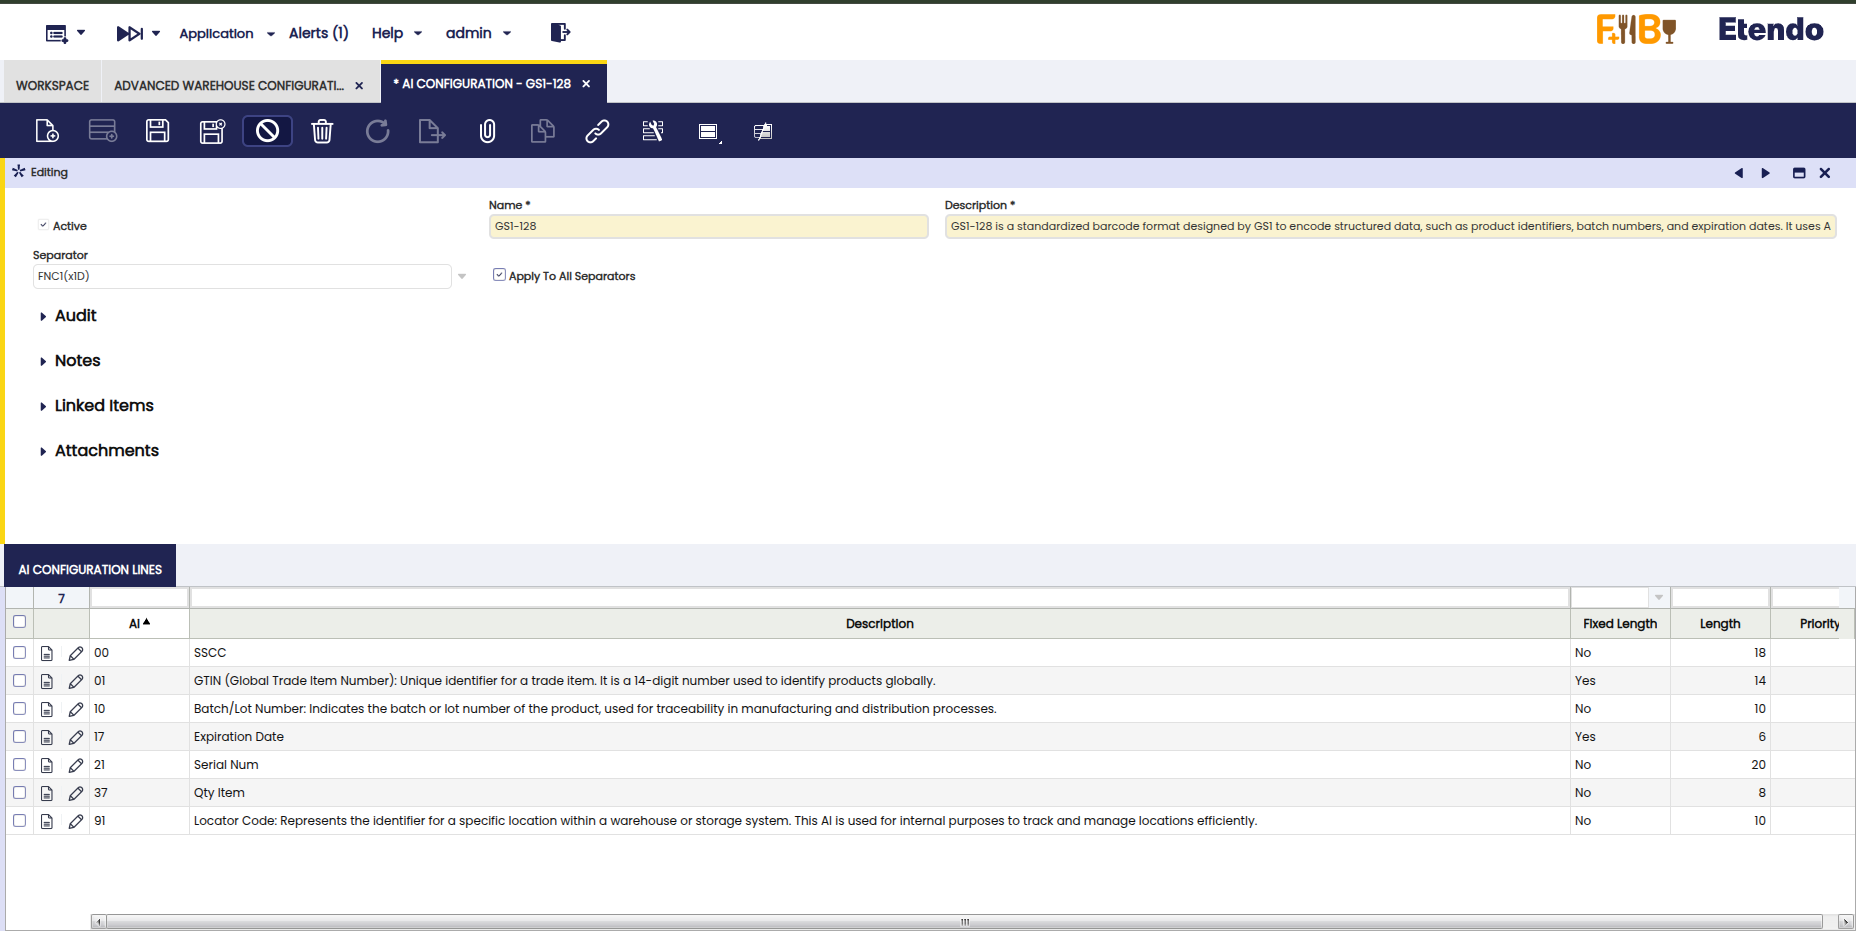 Application Alerts (1) Help admin
F+ B
Etendo
WORKSPACE ADVANCED WAREHOUSE CONFIGURATI... * AI CONFIGURATION - GS1-128
Editing
Active
Name *
GS1-128
Description *
GS1-128 is a standardized barcode format designed by GS1 to encode structured data, such as product identifiers, batch numbers, and expiration dates. It uses A
Separator
FNC1(x1D)
Apply To All Separators
Audit
Notes
Linked Items
Attachments
AI CONFIGURATION LINES
7
AI Description Fixed Length Length Priority
00 SSCC No 18
01 GTIN (Global Trade Item Number): Unique identifier for a trade item. It is a 14-digit number used to identify products globally. Yes 14
10 Batch/Lot Number: Indicates the batch or lot number of the product, used for traceability in manufacturing and distribution processes. No 10
17 Expiration Date Yes 6
21 Serial Num No 20
37 Qty Item No 8
91 Locator Code: Represents the identifier for a specific location within a warehouse or storage system. This AI is used for internal purposes to track and manage locations efficiently. No 10